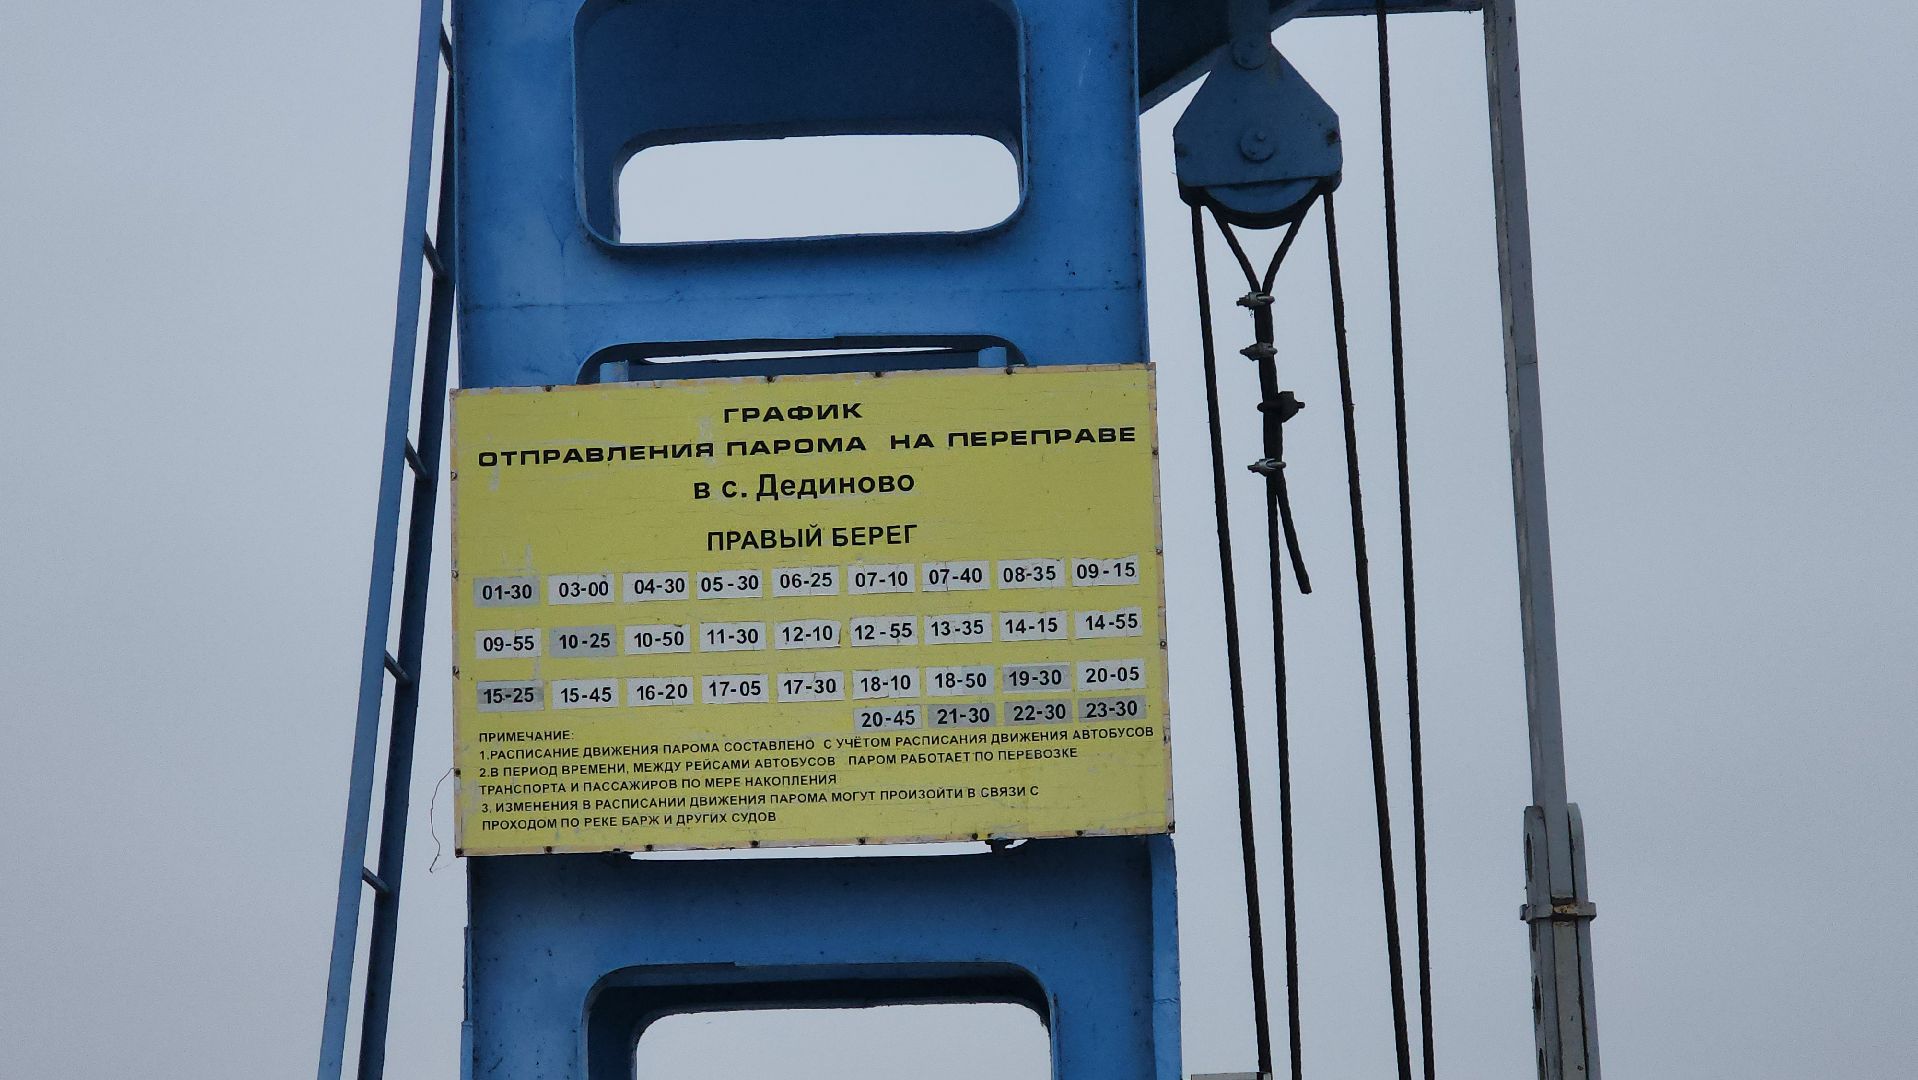 ГРАФИК
ОТПРАВЛЕНИЯ ПАРОМА НА ПЕРЕПРАВЕ
в с. Дединово
ПРАВЫЙ БЕРЕГ
01-30 03-00 04-30 05-30 06-25 07-10 07-40 08-35 09-15
09-55 10-25 10-50 11-30 12-10 12-55 13-35 14-15 14-55
15-25 15-45 16-20 17-05 17-30 18-10 18-50 19-30 20-05
20-45 21-30 22-30 23-30
ПРИМЕЧАНИЕ:
1.РАСПИСАНИЕ ДВИЖЕНИЯ ПАРОМА СОСТАВЛЕНО С УЧЁТОМ РАСПИСАНИЯ ДВИЖЕНИЯ АВТОБУСОВ
2.В ПЕРИОД ВРЕМЕНИ, МЕЖДУ РЕЙСАМИ АВТОБУСОВ ПАРОМ РАБОТАЕТ ПО ПЕРЕВОЗКЕ
ТРАНСПОРТА И ПАССАЖИРОВ ПО МЕРЕ НАКОПЛЕНИЯ
3. ИЗМЕНЕНИЯ В РАСПИСАНИИ ДВИЖЕНИЯ ПАРОМА МОГУТ ПРОИЗОЙТИ В СВЯЗИ С
ПРОХОДОМ ПО РЕКЕ БАРЖ И ДРУГИХ СУДОВ